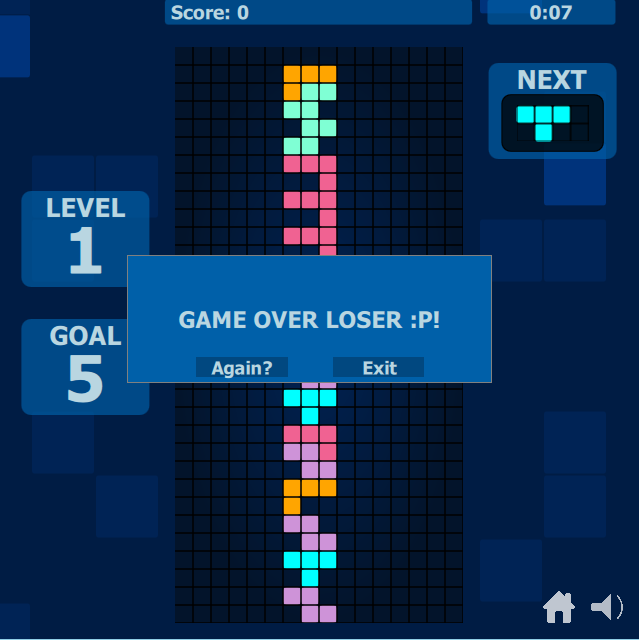 Score: 0
0:07
NEXT
LEVEL
1
GOAL
5
GAME OVER LOSER :P!
Again?
Exit